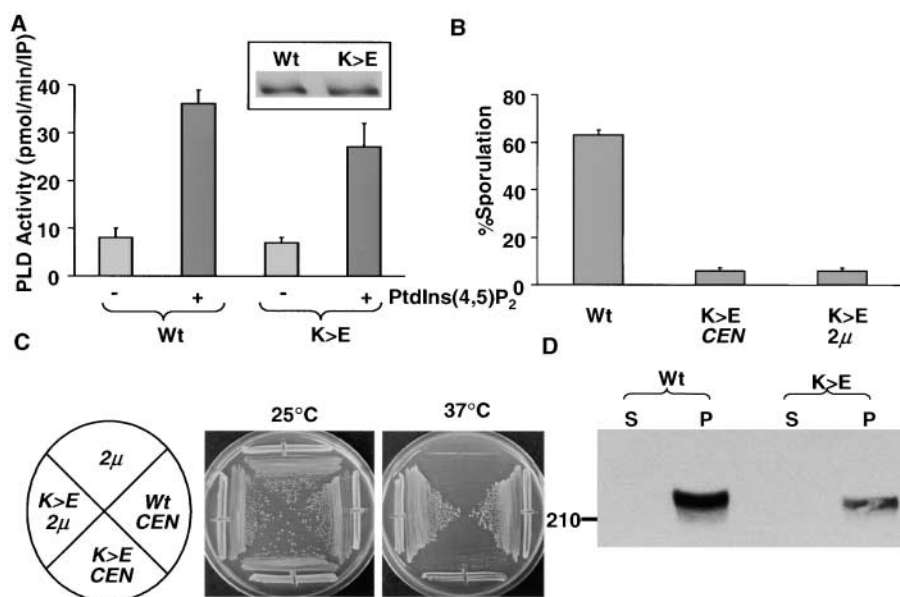 A
PLD Activity (pmol/min/IP)
40
30
20
10
0
Wt K>E
- + - + PtdIns(4,5)P2
Wt K>E
B
%Sporulation
80
60
40
20
0
Wt K>E K>E
CEN 2μ
C
2μ
K>E Wt
2μ CEN
K>E
CEN
25°C 37°C
D
Wt K>E
S P S P
210